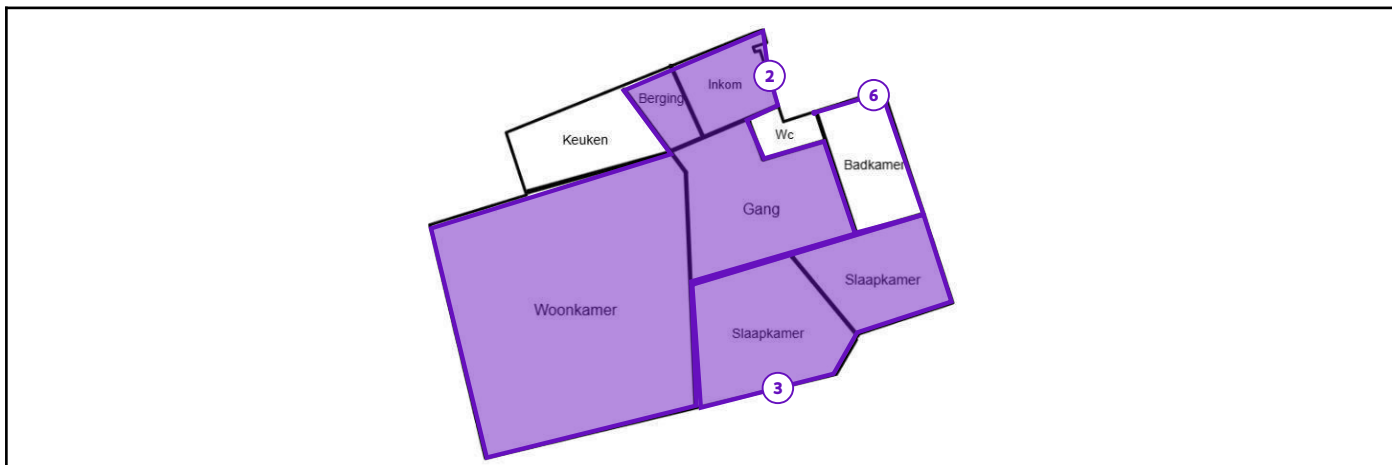 Inkom
2
Berging
6
Keuken
Wc
Badkamer
Gang
Slaapkamer
Woonkamer
Slaapkamer
3